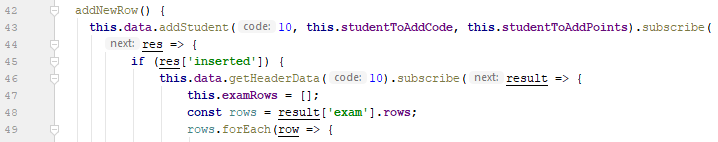 42 addNewRow() {
43 this.data.addStudent( code: 10, this.studentToAddCode, this.studentToAddPoints).subscribe(
44 next: res => {
45 if (res['inserted']) {
46 this.data.getHeaderData( code: 10).subscribe( next: result => {
47 this.examRows = [];
48 const rows = result['exam'].rows;
49 rows.forEach(row => {